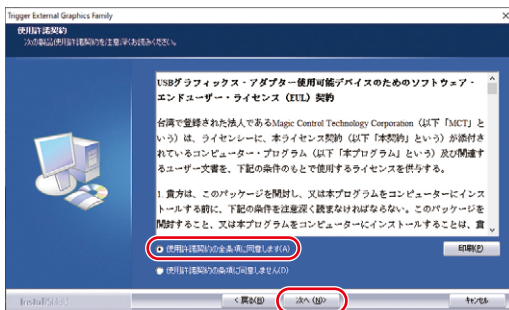 Trigger External Graphics Family
使用許諾契約
次の製品使用許諾契約を注意深くお読みください。
USBグラフィックス・アダプター使用可能デバイスのためのソフトウェア・
エンドユーザー・ライセンス (EUL) 契約
台湾で登録された法人であるMagic Control Technology Corporation(以下「MCT」と
いう)は、ライセンシーに、本ライセンス契約(以下「本契約」という)が添付さ
れているコンピューター・プログラム(以下「本プログラム」という)及び関連す
るユーザー文書を、下記の条件のもとで使用するライセンスを供与する。
1. 貴方は、このパッケージを開封し、又は本プログラムをコンピューターにインス
トールする前に、下記の条件を注意深く読まなければならない。このパッケージを
開封すること、又は本プログラムをコンピューターにインストールすることは、貴
使用許諾契約の全条項に同意します(A)
印刷(P)
使用許諾契約の条項に同意しません(D)
InstallShield
< 戻る(B)
次へ (N)>
キャンセル